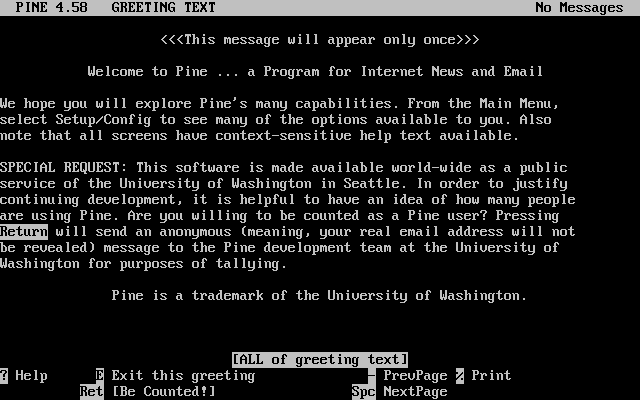 PINE 4.58   GREETING TEXT                                        No Messages
<<<This message will appear only once>>>
Welcome to Pine ... a Program for Internet News and Email
We hope you will explore Pine's many capabilities. From the Main Menu,
select Setup/Config to see many of the options available to you. Also
note that all screens have context-sensitive help text available.
SPECIAL REQUEST: This software is made available world-wide as a public
service of the University of Washington in Seattle. In order to justify
continuing development, it is helpful to have an idea of how many people
are using Pine. Are you willing to be counted as a Pine user? Pressing
Return will send an anonymous (meaning, your real email address will not
be revealed) message to the Pine development team at the University of
Washington for purposes of tallying.
Pine is a trademark of the University of Washington.
[ALL of greeting text]
? Help      E Exit this greeting              - PrevPage % Print
Ret [Be Counted!]                 Spc NextPage